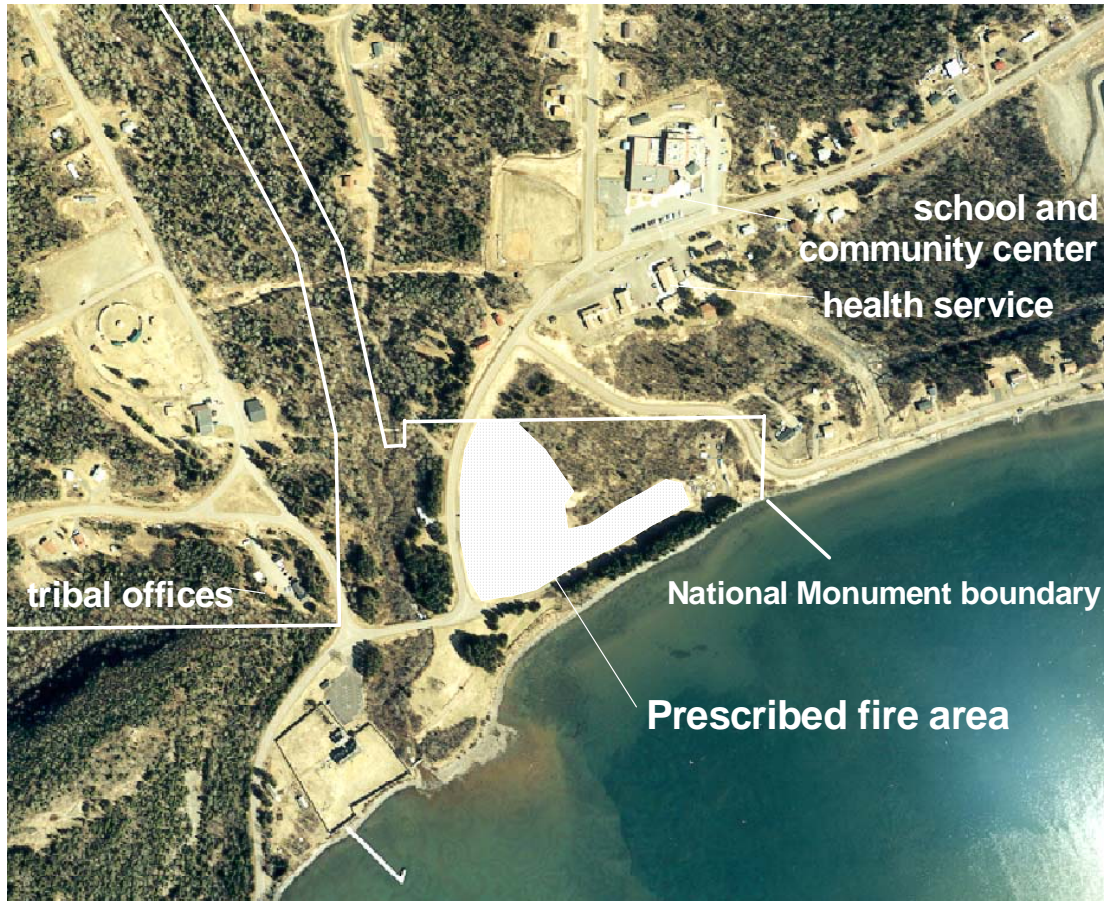 school and
community center
health service
tribal offices
National Monument boundary
Prescribed fire area